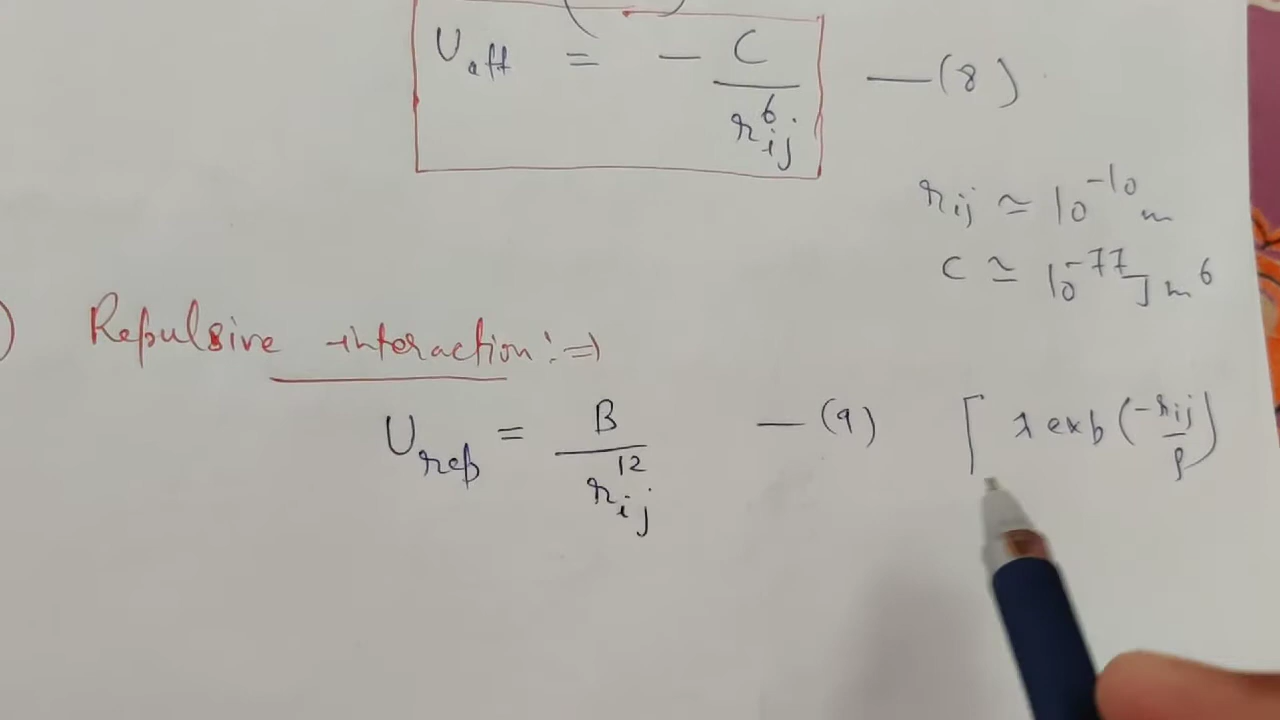 U_att = - C / r_ij^6 —(8)
r_ij ≃ 10^-10 m
C ≃ 10^-77 J m^6
) Repulsive interaction :⇒
U_rep = B / r_ij^12 —(9) [ λ exp (-r_ij / ρ)